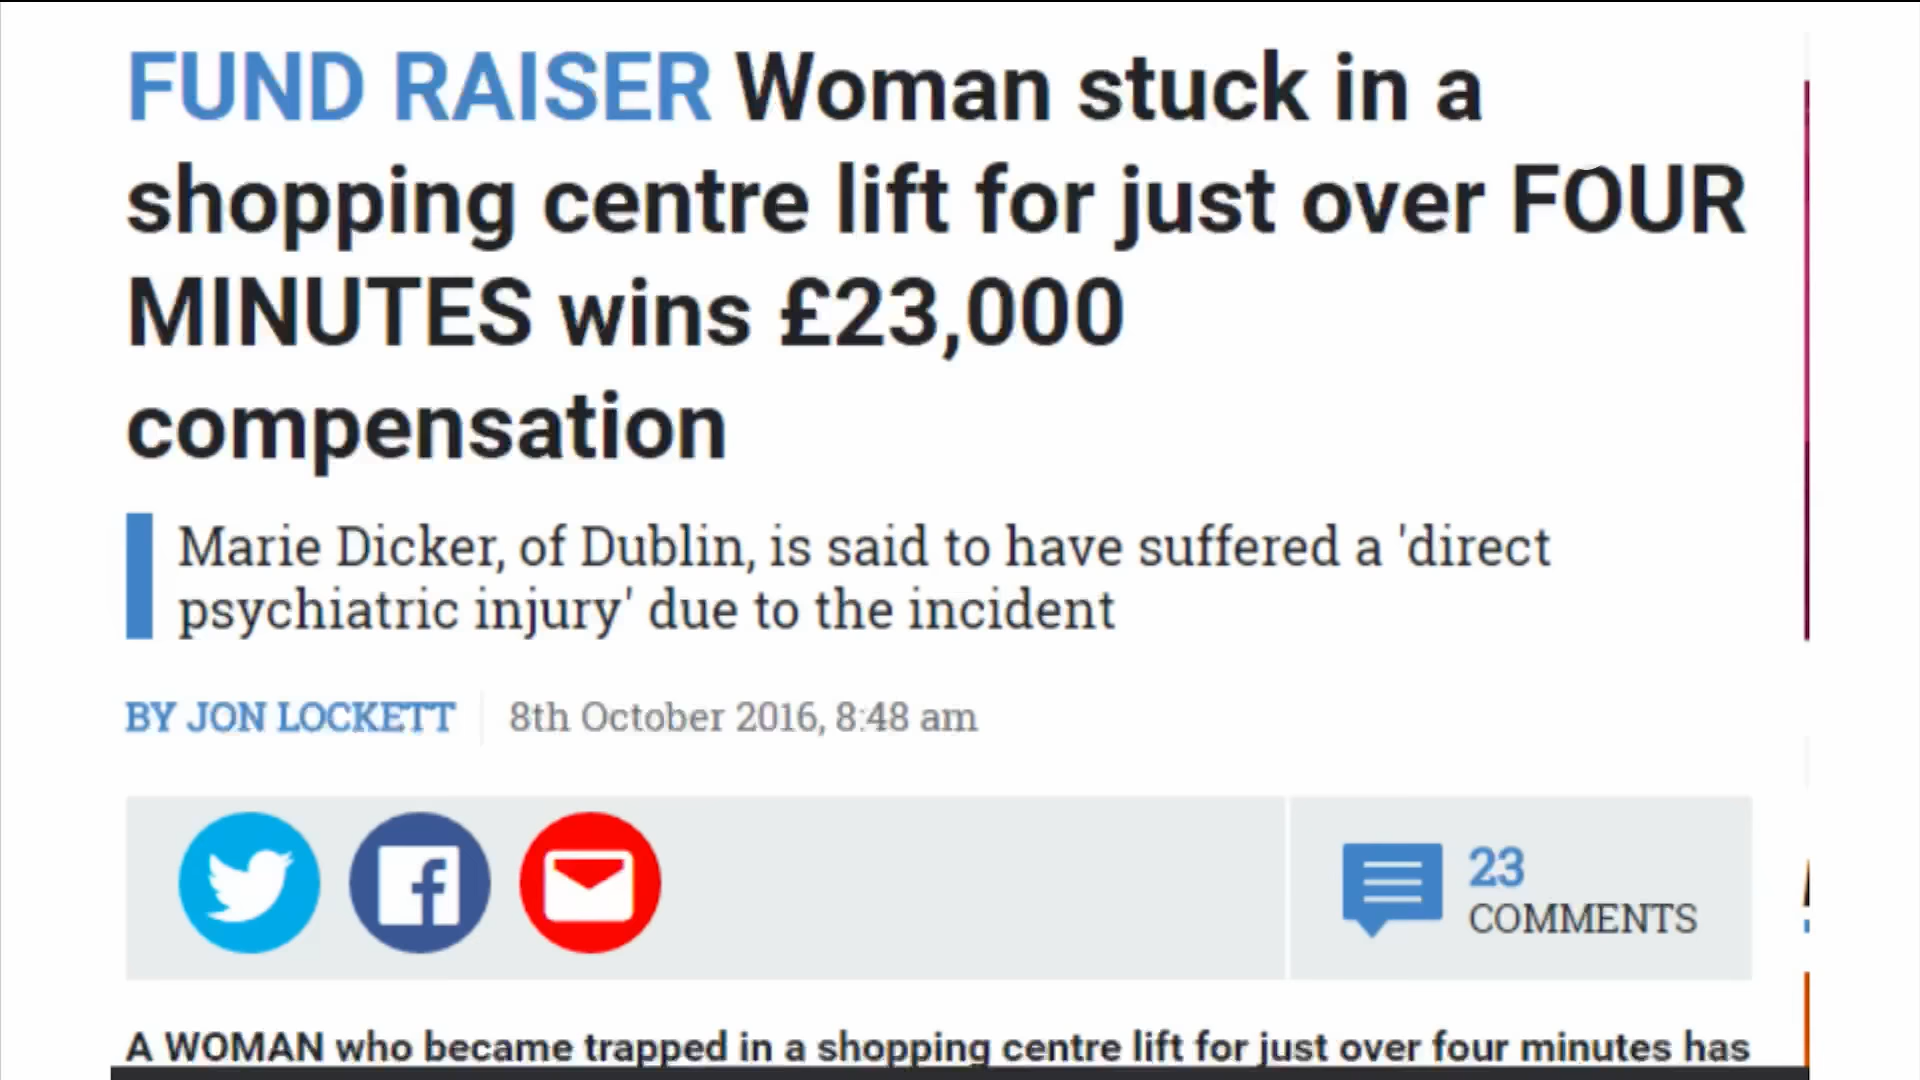 FUND RAISER Woman stuck in a
shopping centre lift for just over FOUR
MINUTES wins £23,000
compensation
Marie Dicker, of Dublin, is said to have suffered a 'direct
psychiatric injury' due to the incident
BY JON LOCKETT 8th October 2016, 8:48 am
23
COMMENTS
A WOMAN who became trapped in a shopping centre lift for just over four minutes has